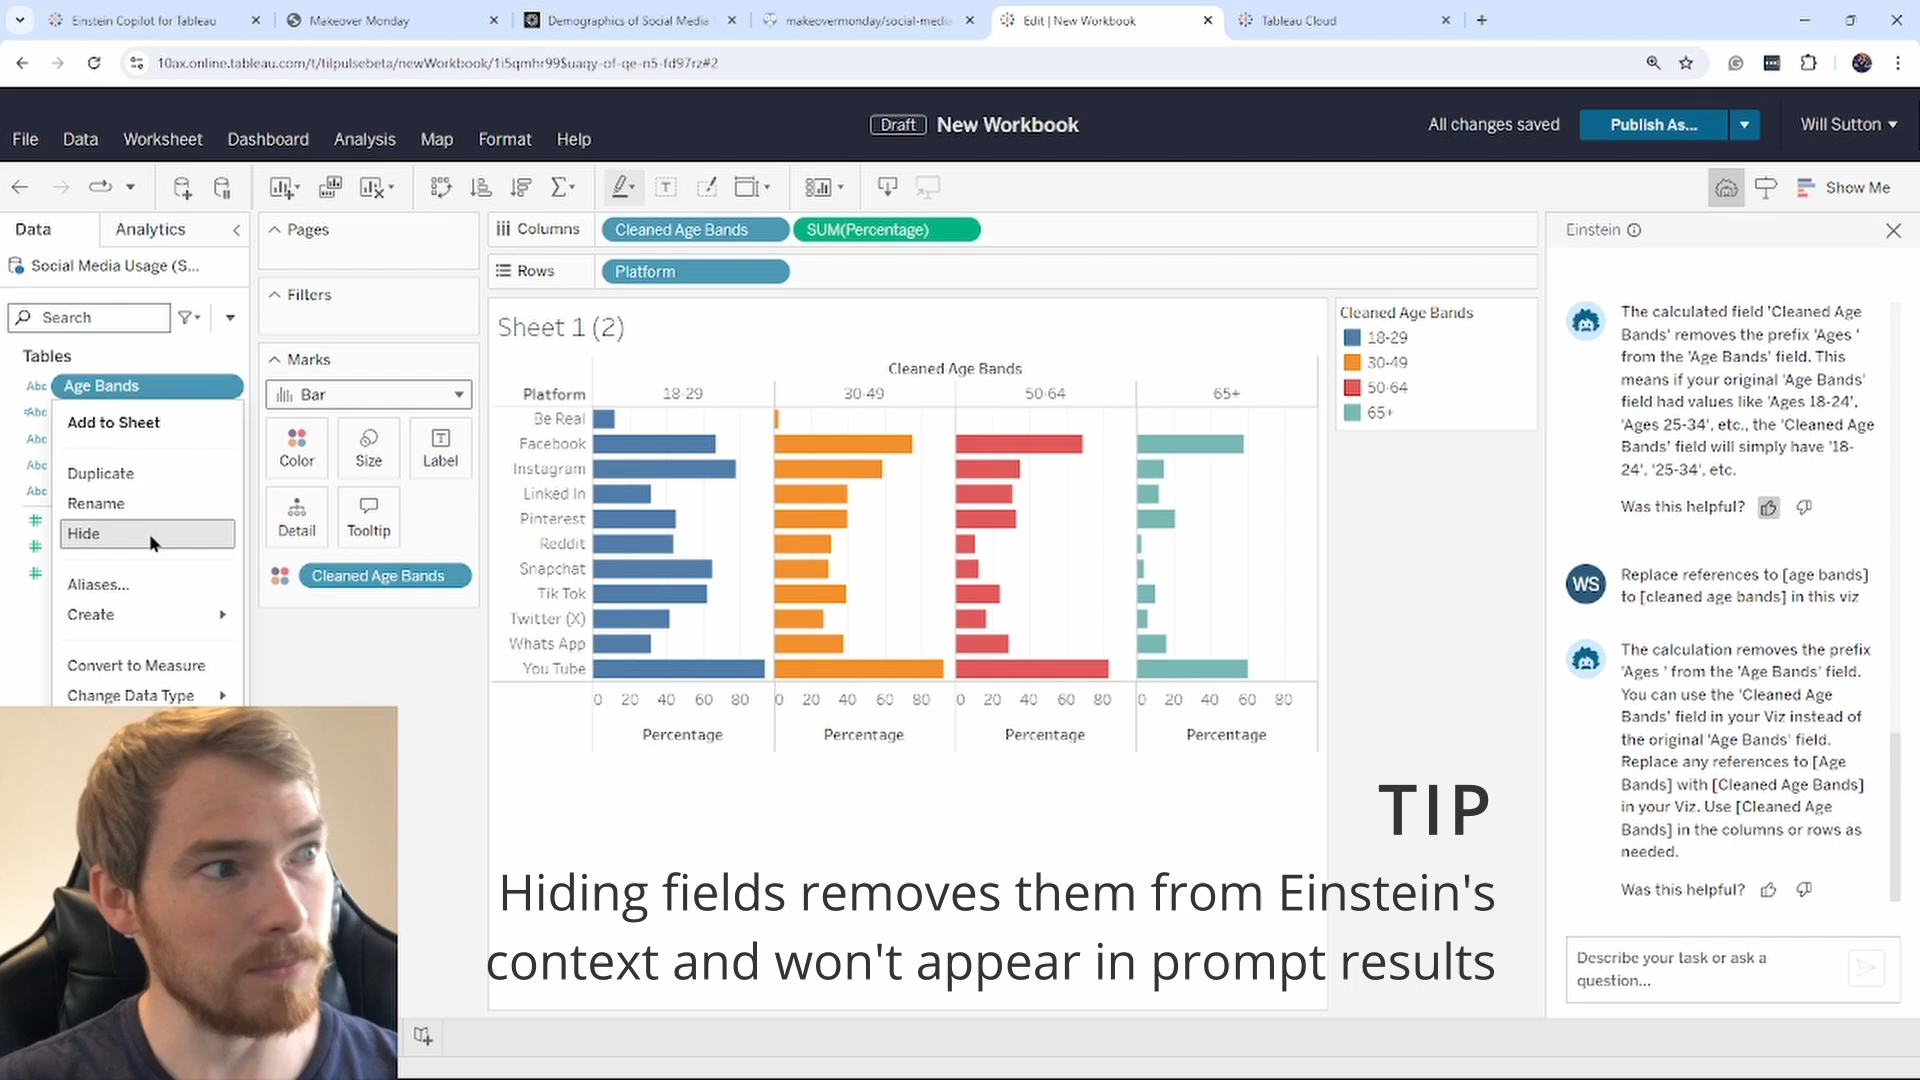 Einstein Copilot for Tableau
Makeover Monday
Demographics of Social Media
makeovermonday/social-media
Edit | New Workbook
Tableau Cloud
Draft
New Workbook
All changes saved
Publish As...
Will Sutton
File
Data
Worksheet
Dashboard
Analysis
Map
Format
Help
Show Me
Data
Analytics
Social Media Usage (S...
Search
Tables
Abc
Age Bands
Abc
Abc
Abc
Abc
Add to Sheet
Duplicate
Rename
Hide
Aliases...
Create
Convert to Measure
Change Data Type
Pages
Filters
Marks
Bar
Color
Size
Label
Detail
Tooltip
Cleaned Age Bands
Columns
Cleaned Age Bands
SUM(Percentage)
Rows
Platform
Sheet 1 (2)
Cleaned Age Bands
Platform
18-29
30-49
50-64
65+
Be Real
Facebook
Instagram
Linked In
Pinterest
Reddit
Snapchat
Tik Tok
Twitter (X)
Whats App
You Tube
0 20 40 60 80
0 20 40 60 80
0 20 40 60 80
0 20 40 60 80
Percentage
Percentage
Percentage
Percentage
Cleaned Age Bands
18-29
30-49
50-64
65+
Einstein
The calculated field 'Cleaned Age
Bands' removes the prefix 'Ages '
from the 'Age Bands' field. This
means if your original 'Age Bands'
field had values like 'Ages 18-24',
'Ages 25-34', etc., the 'Cleaned Age
Bands' field will simply have '18-
24', '25-34', etc.
Was this helpful?
WS
Replace references to [age bands]
to [cleaned age bands] in this viz
The calculation removes the prefix
'Ages ' from the 'Age Bands' field.
You can use the 'Cleaned Age
Bands' field in your Viz instead of
the original 'Age Bands' field.
Replace any references to [Age
Bands] with [Cleaned Age Bands]
in your Viz. Use [Cleaned Age
Bands] in the columns or rows as
needed.
Was this helpful?
Describe your task or ask a
question...
TIP
Hiding fields removes them from Einstein's
context and won't appear in prompt results